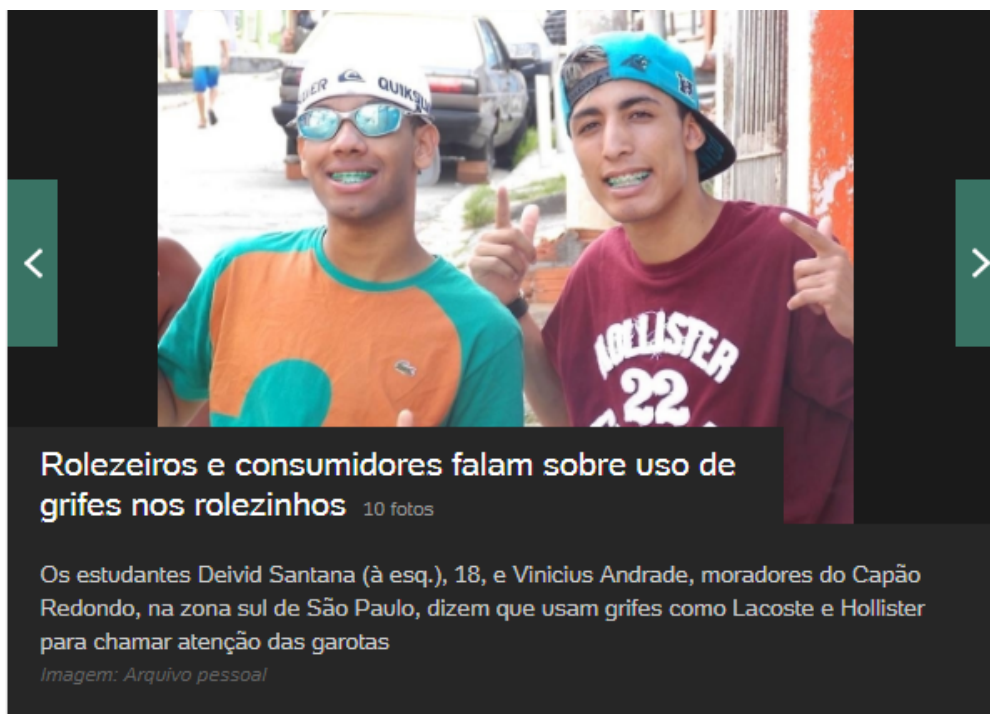 QUIKS
HOLLISTER
22
Rolezeiros e consumidores falam sobre uso de
grifes nos rolezinhos 10 fotos
Os estudantes Deivid Santana (à esq.), 18, e Vinicius Andrade, moradores do Capão
Redondo, na zona sul de São Paulo, dizem que usam grifes como Lacoste e Hollister
para chamar atenção das garotas
Imagem: Arquivo pessoal